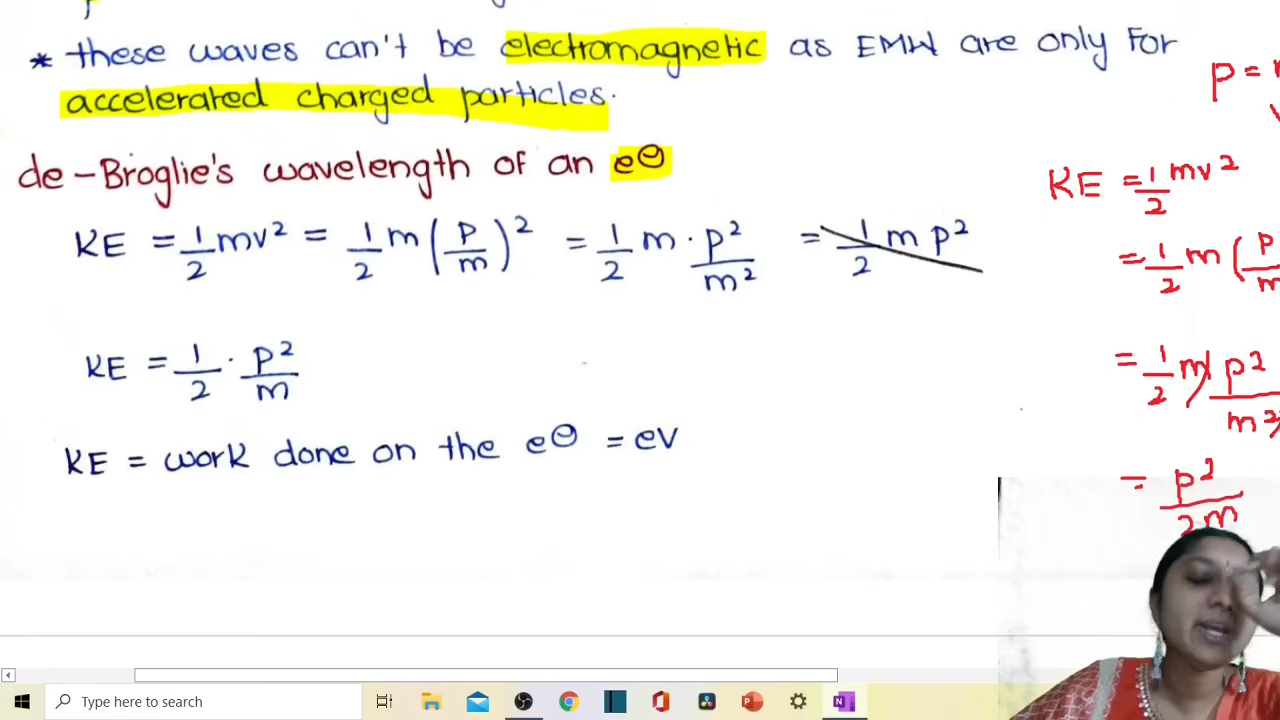 * these waves can't be electromagnetic as EMW are only For
accelerated charged particles.
de-Broglie's wavelength of an e⊖
KE = 1/2 mv² = 1/2 m (p/m)² = 1/2 m · p²/m² = 1/2 m p²
KE = 1/2 · p²/m
KE = work done on the e⊖ = eV
p =
KE = 1/2 mv²
= 1/2 m (p/m
= 1/2 m p²/m²
= p²/2m
Type here to search